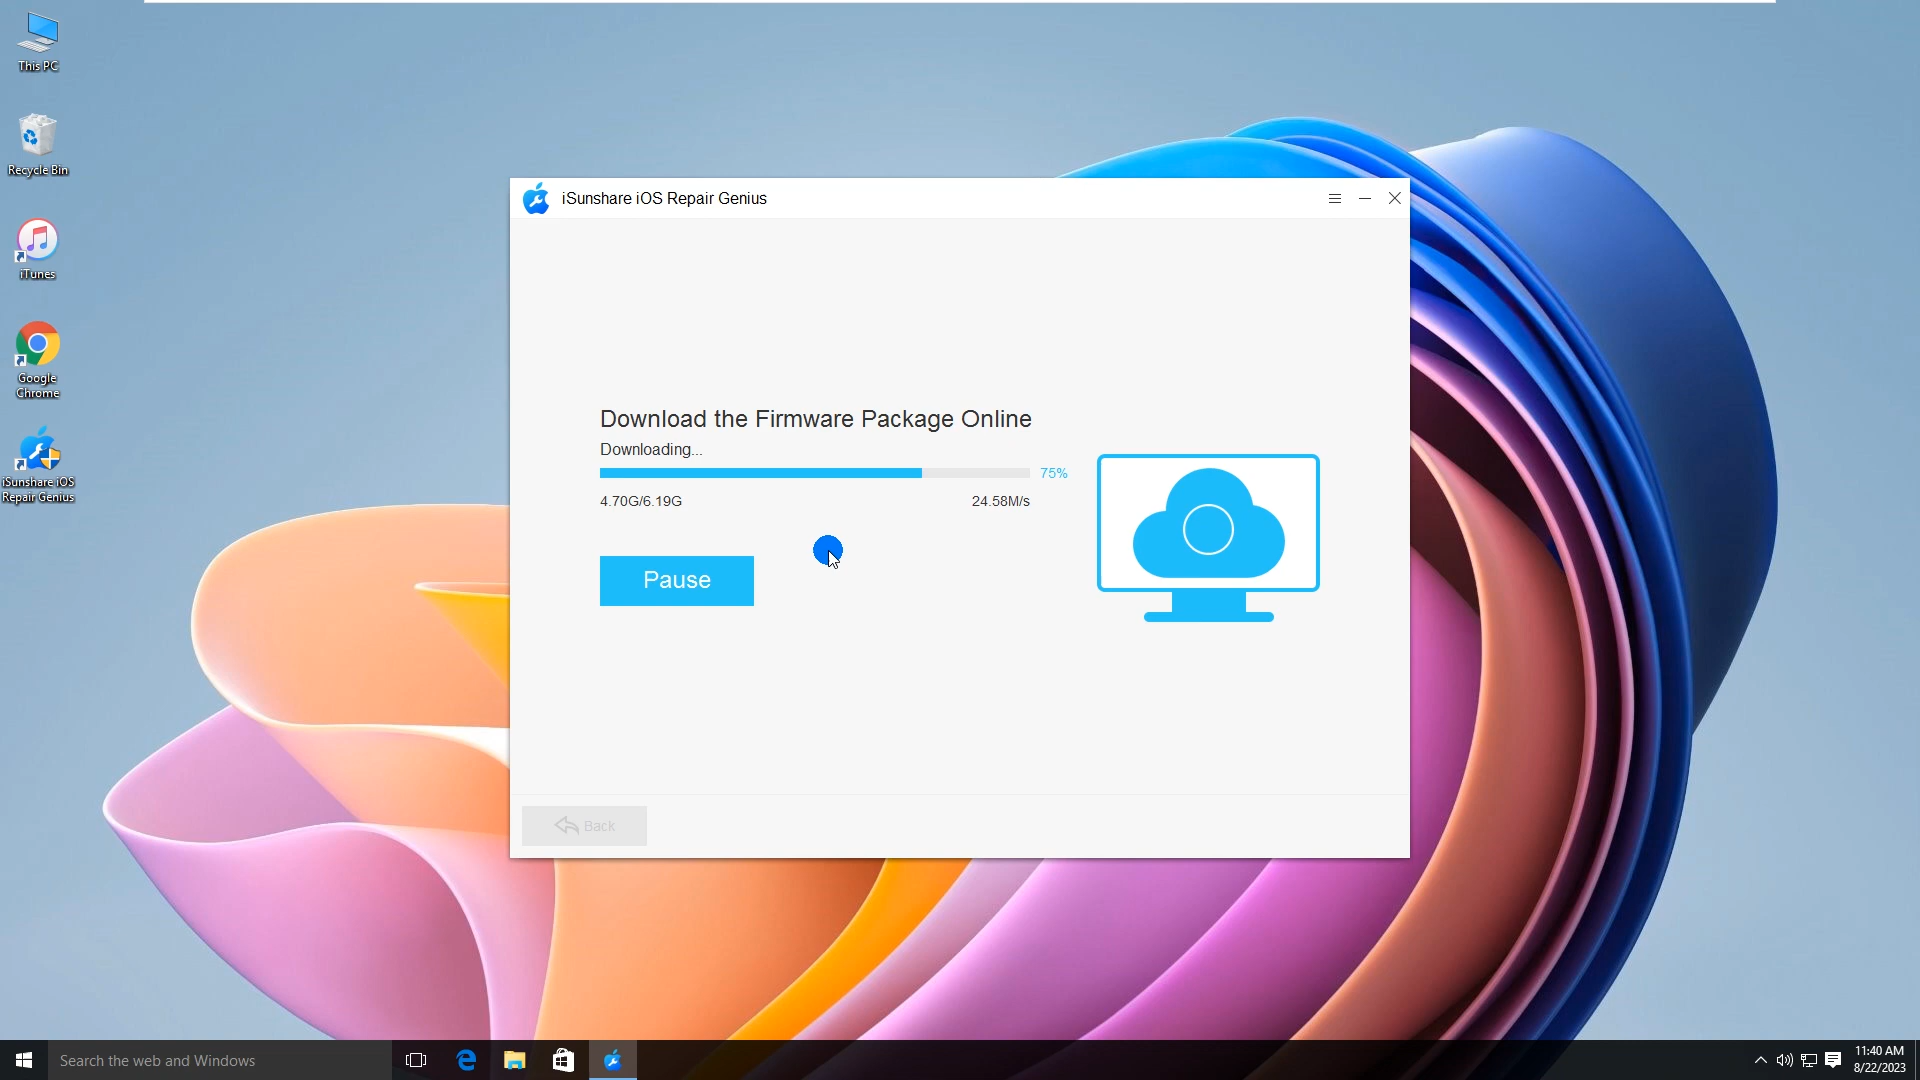 This PC
Recycle Bin
iTunes
Google
Chrome
iSunshare iOS
Repair Genius
iSunshare iOS Repair Genius
Download the Firmware Package Online
Downloading...
75%
4.70G/6.19G 24.58M/s
Pause
Back
Search the web and Windows
11:40 AM
8/22/2023